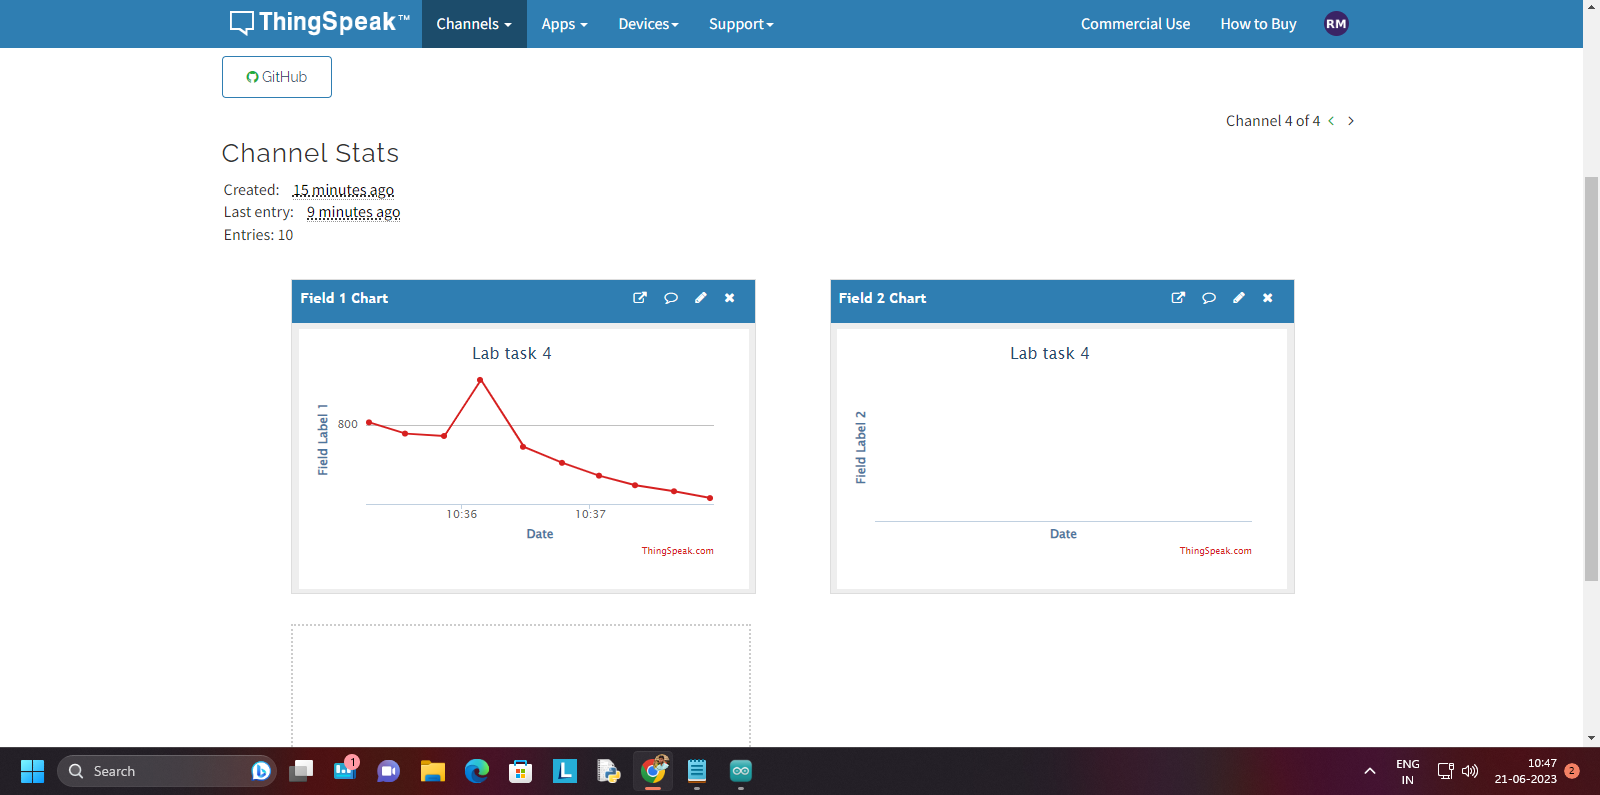 ThingSpeak™ Channels Apps Devices Support Commercial Use How to Buy RM
GitHub
Channel 4 of 4 < >
Channel Stats
Created: 15 minutes ago
Last entry: 9 minutes ago
Entries: 10
Field 1 Chart
Lab task 4
Field Label 1
800
10:36 10:37
Date
ThingSpeak.com
Field 2 Chart
Lab task 4
Field Label 2
Date
ThingSpeak.com
Search
1
L
ENG
IN
10:47
21-06-2023
2